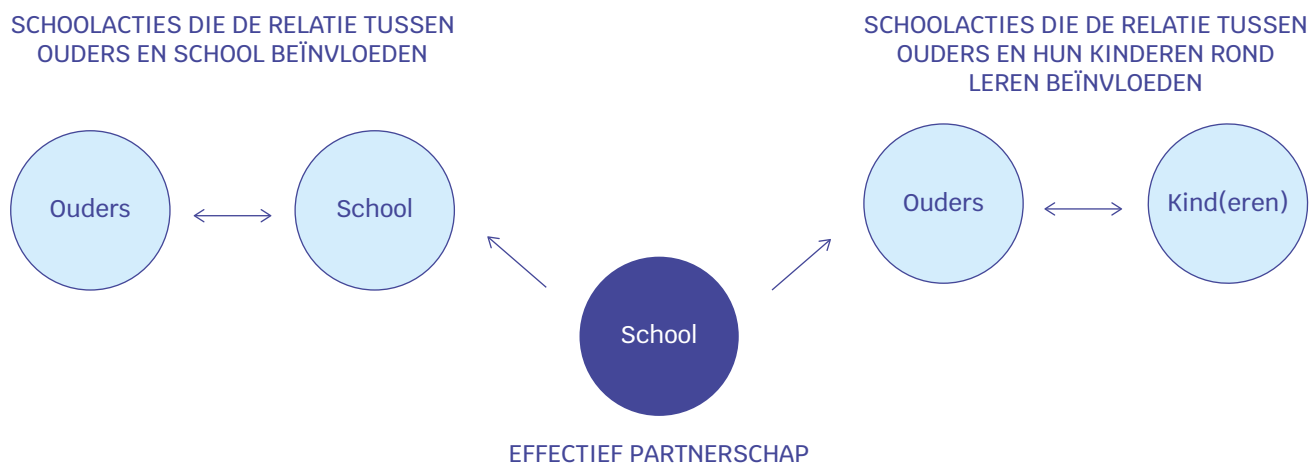 SCHOOLACTIES DIE DE RELATIE TUSSEN
OUDERS EN SCHOOL BEÏNVLOEDEN
SCHOOLACTIES DIE DE RELATIE TUSSEN
OUDERS EN HUN KINDEREN ROND
LEREN BEÏNVLOEDEN
Ouders
School
Ouders
Kind(eren)
School
EFFECTIEF PARTNERSCHAP